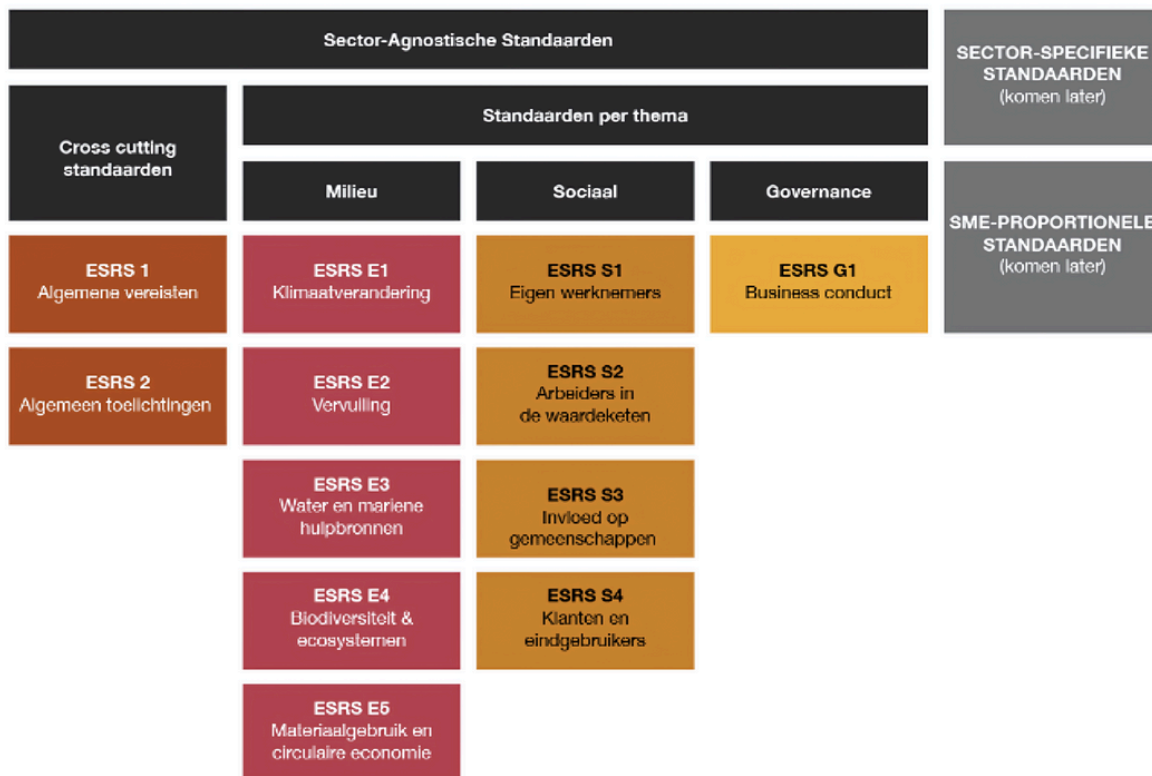 Sector-Agnostische Standaarden
SECTOR-SPECIFIEKE
STANDAARDEN
(komen later)
Cross cutting
standaarden
Standaarden per thema
Milieu
Sociaal
Governance
SME-PROPORTIONELE
STANDAARDEN
(komen later)
ESRS 1
Algemene vereisten
ESRS E1
Klimaatverandering
ESRS S1
Eigen werknemers
ESRS G1
Business conduct
ESRS 2
Algemeen toelichtingen
ESRS E2
Vervuiling
ESRS S2
Arbeiders in
de waardeketen
ESRS E3
Water en mariene
hulpbronnen
ESRS S3
Invloed op
gemeenschappen
ESRS E4
Biodiversiteit &
ecosystemen
ESRS S4
Klanten en
eindgebruikers
ESRS E5
Materiaalgebruik en
circulaire economie